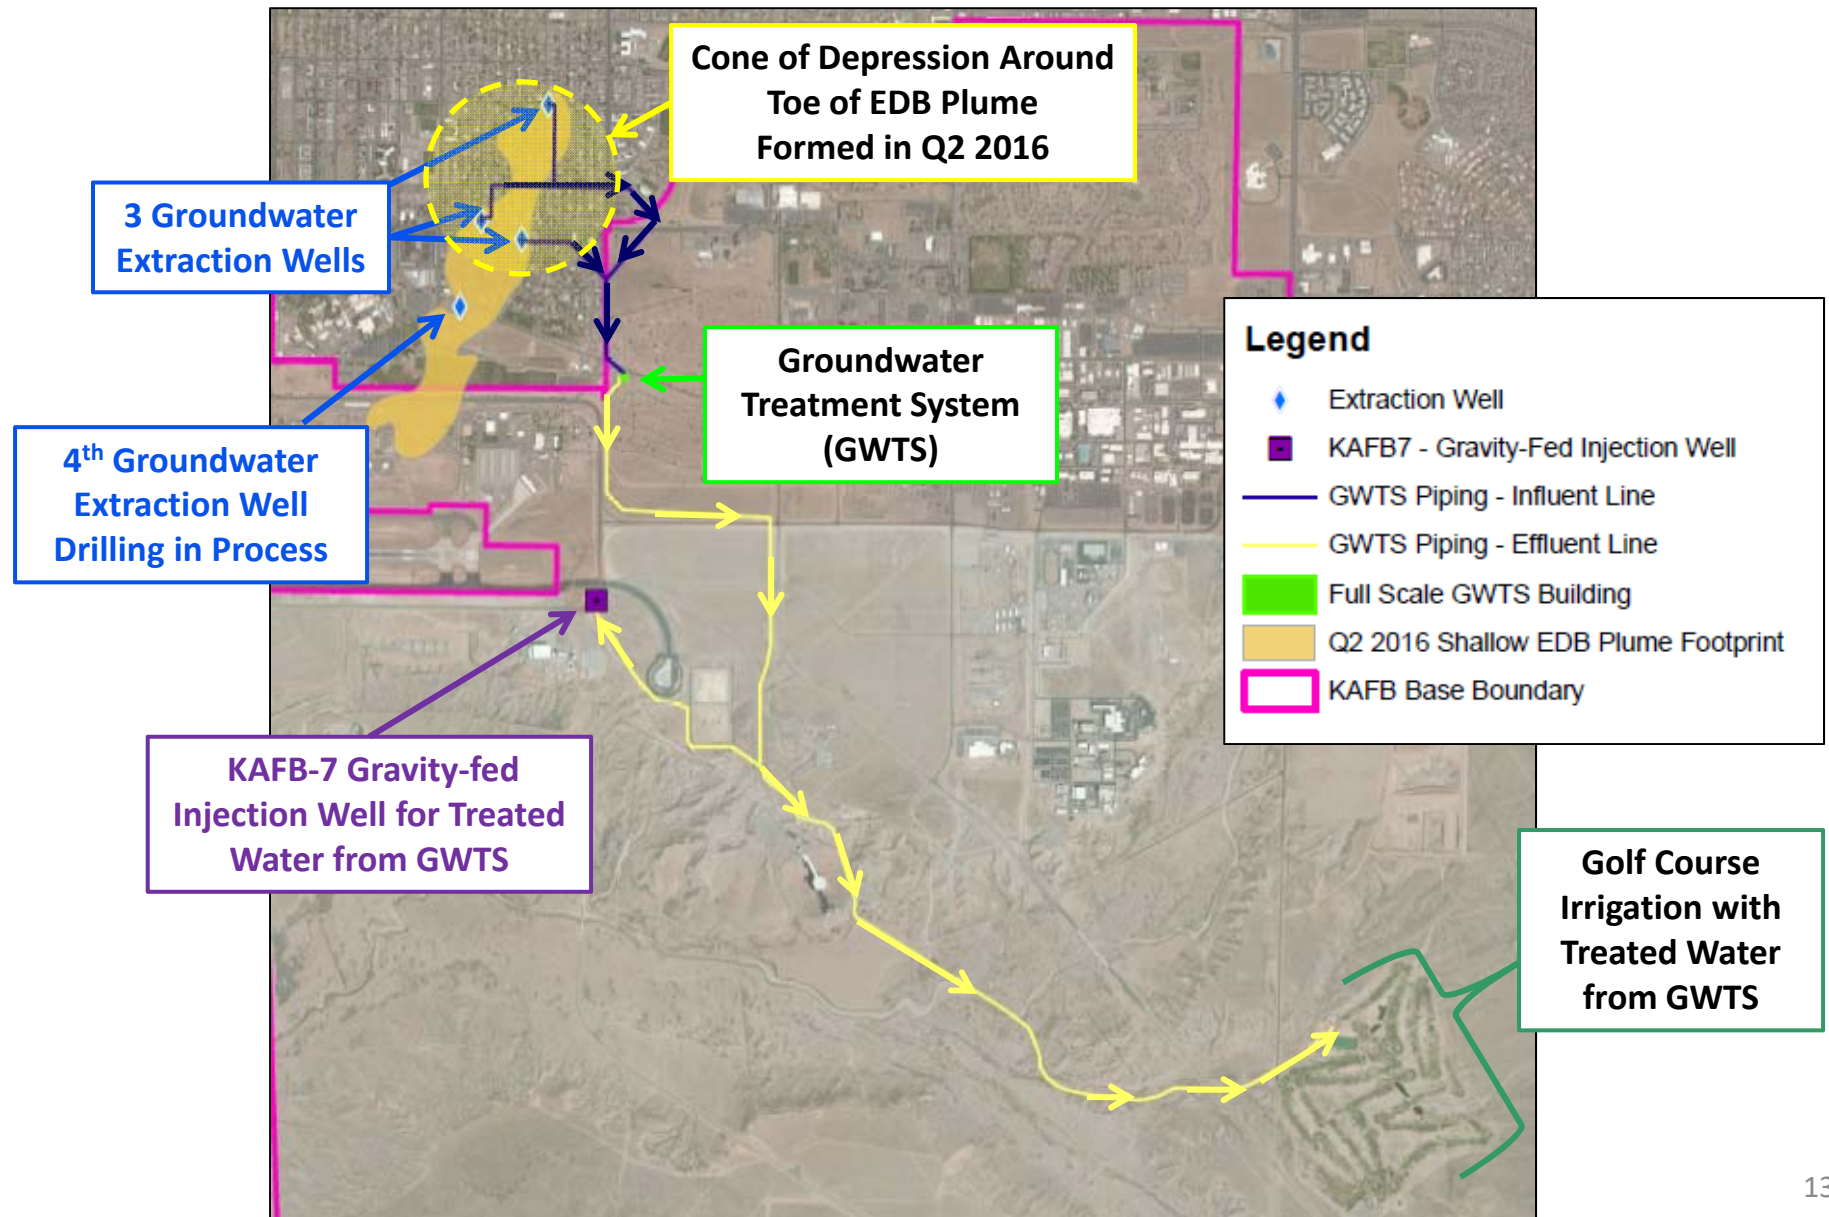 Cone of Depression Around
Toe of EDB Plume
Formed in Q2 2016
3 Groundwater
Extraction Wells
Groundwater
Treatment System
(GWTS)
4th Groundwater
Extraction Well
Drilling in Process
Legend
Extraction Well
KAFB7 - Gravity-Fed Injection Well
GWTS Piping - Influent Line
GWTS Piping - Effluent Line
Full Scale GWTS Building
Q2 2016 Shallow EDB Plume Footprint
KAFB Base Boundary
KAFB-7 Gravity-fed
Injection Well for Treated
Water from GWTS
Golf Course
Irrigation with
Treated Water
from GWTS
13